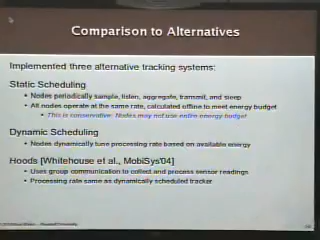 Comparison to Alternatives
Implemented three alternative tracking systems:
Static Scheduling
• Nodes periodically sample, listen, aggregate, transmit, and sleep
• All nodes operate at the same rate, calculated offline to meet energy budget
• This is conservative: Nodes may not use entire energy budget
Dynamic Scheduling
• Nodes dynamically tune processing rate based on available energy
Hoods [Whitehouse et al., MobiSys'04]
• Uses group communication to collect and process sensor readings
• Processing rate same as dynamically scheduled tracker